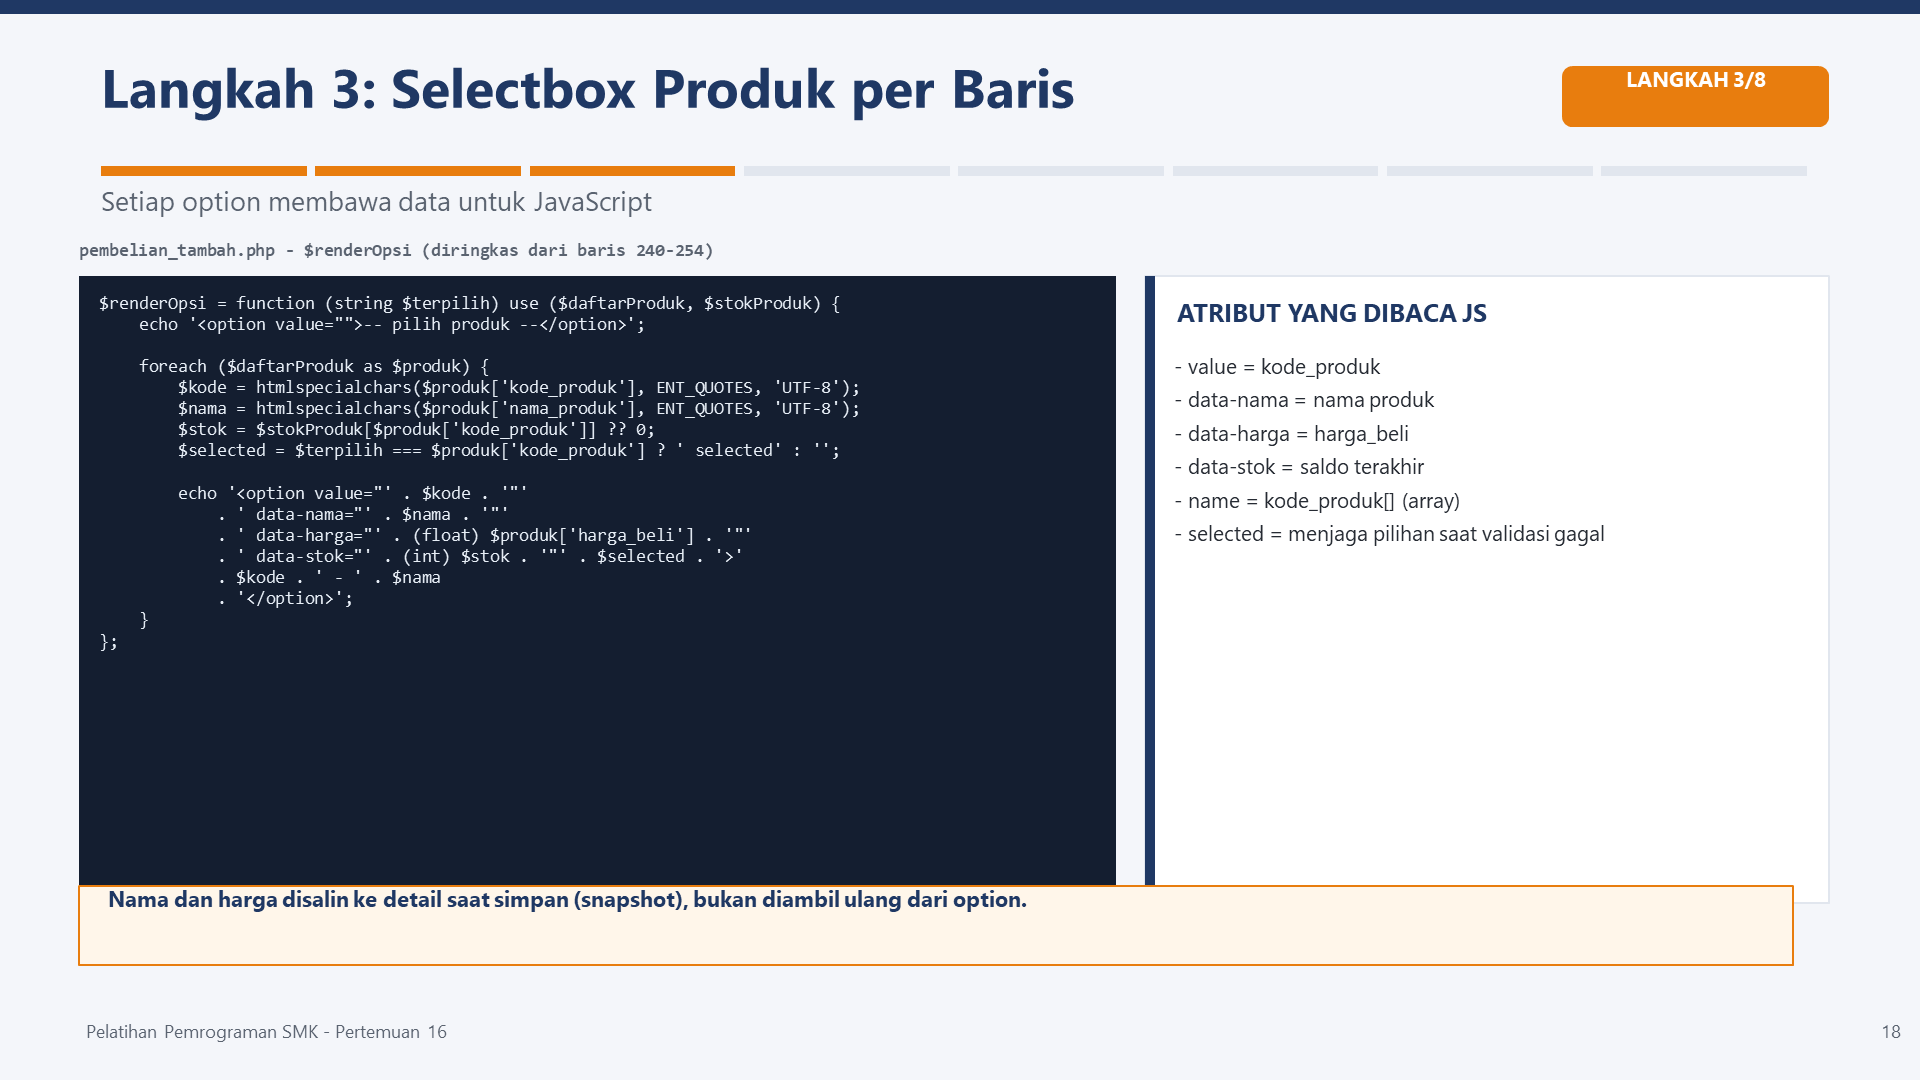 Langkah 3: Selectbox Produk per Baris
LANGKAH 3/8
Setiap option membawa data untuk JavaScript
pembelian_tambah.php - $renderOpsi (diringkas dari baris 240-254)
$renderOpsi = function (string $terpilih) use ($daftarProduk, $stokProduk) {
    echo '<option value="">-- pilih produk --</option>';
    foreach ($daftarProduk as $produk) {
        $kode = htmlspecialchars($produk['kode_produk'], ENT_QUOTES, 'UTF-8');
        $nama = htmlspecialchars($produk['nama_produk'], ENT_QUOTES, 'UTF-8');
        $stok = $stokProduk[$produk['kode_produk']] ?? 0;
        $selected = $terpilih === $produk['kode_produk'] ? ' selected' : '';
        echo '<option value="' . $kode . '"'
            . ' data-nama="' . $nama . '"'
            . ' data-harga="' . (float) $produk['harga_beli'] . '"'
            . ' data-stok="' . (int) $stok . '"' . $selected . '>'
            . $kode . ' - ' . $nama
            . '</option>';
    }
};
ATRIBUT YANG DIBACA JS
- value = kode_produk
- data-nama = nama produk
- data-harga = harga_beli
- data-stok = saldo terakhir
- name = kode_produk[] (array)
- selected = menjaga pilihan saat validasi gagal
Nama dan harga disalin ke detail saat simpan (snapshot), bukan diambil ulang dari option.
Pelatihan Pemrograman SMK - Pertemuan 16
18